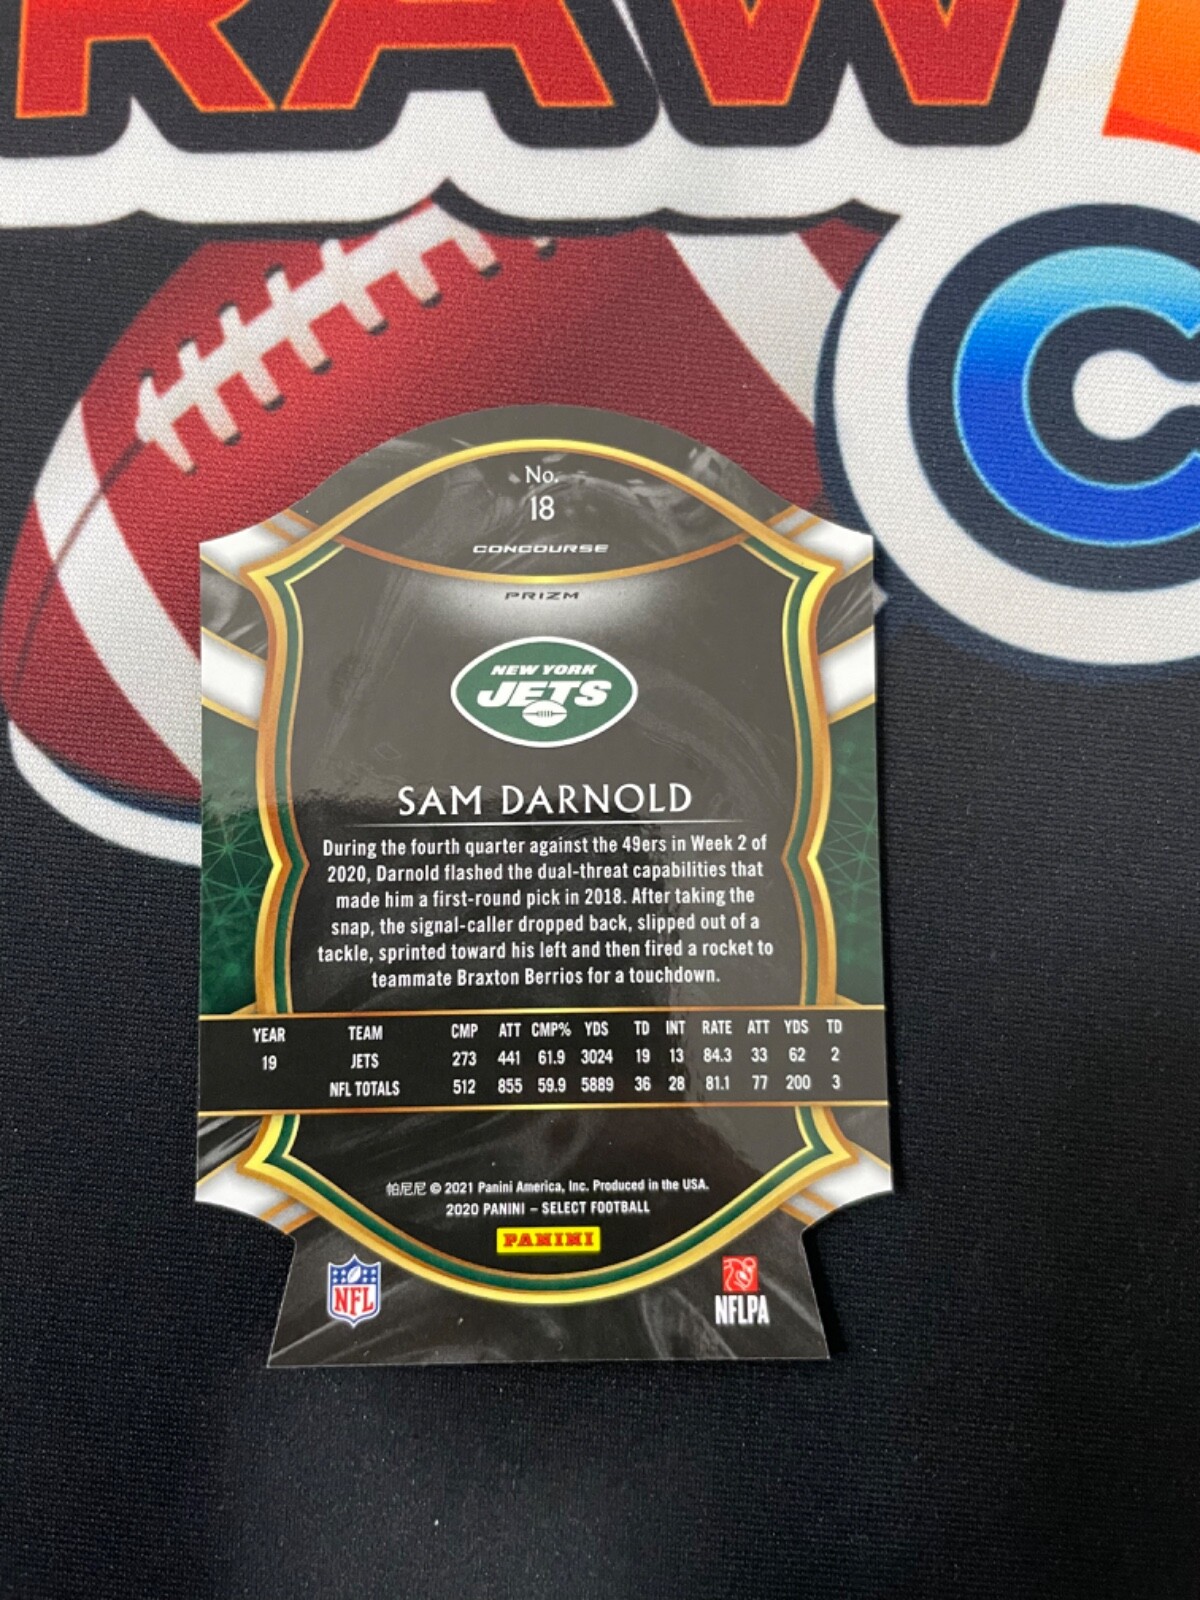 RAW
C
No.
18
CONCOURSE
PRIZM
NEW YORK
JETS
SAM DARNOLD
During the fourth quarter against the 49ers in Week 2 of
2020, Darnold flashed the dual-threat capabilities that
made him a first-round pick in 2018. After taking the
snap, the signal-caller dropped back, slipped out of a
tackle, sprinted toward his left and then fired a rocket to
teammate Braxton Berrios for a touchdown.
YEAR TEAM CMP ATT CMP% YDS TD INT RATE ATT YDS TD
19 JETS 273 441 61.9 3024 19 13 84.3 33 62 2
NFL TOTALS 512 855 59.9 5889 36 28 81.1 77 200 3
帕尼尼 © 2021 Panini America, Inc. Produced in the USA.
2020 PANINI – SELECT FOOTBALL
PANINI
NFL
NFLPA